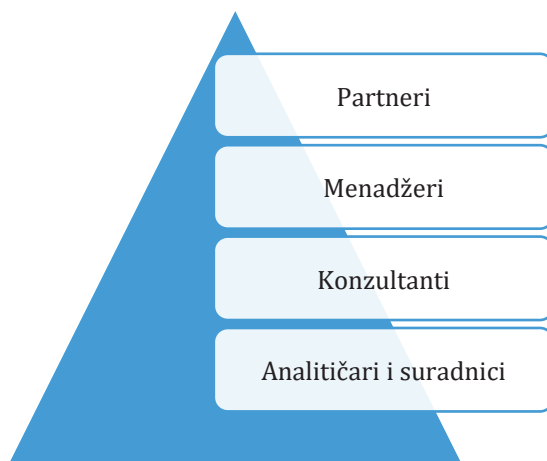 Partneri
Menadžeri
Konzultanti
Analitičari i suradnici